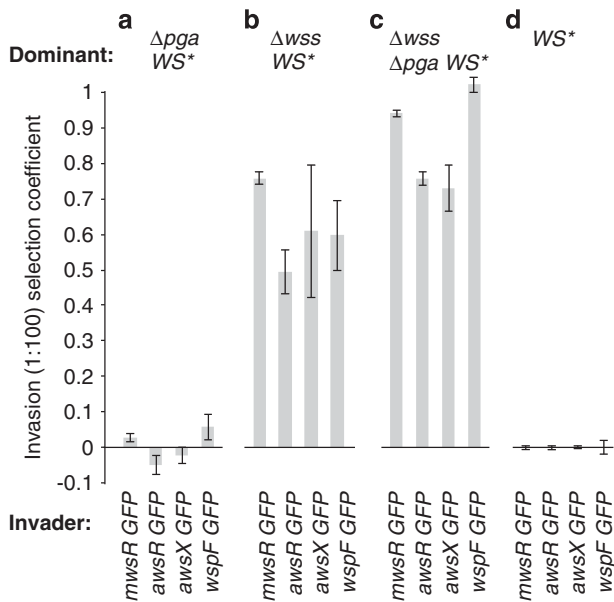 a b c d
Dominant: Δpga Δwss Δwss WS*
WS* WS* Δpga WS*
Invasion (1:100) selection coefficient
1
0.9
0.8
0.7
0.6
0.5
0.4
0.3
0.2
0.1
0
-0.1
Invader:
mwsR GFP
awsR GFP
awsX GFP
wspF GFP
mwsR GFP
awsR GFP
awsX GFP
wspF GFP
mwsR GFP
awsR GFP
awsX GFP
wspF GFP
mwsR GFP
awsR GFP
awsX GFP
wspF GFP